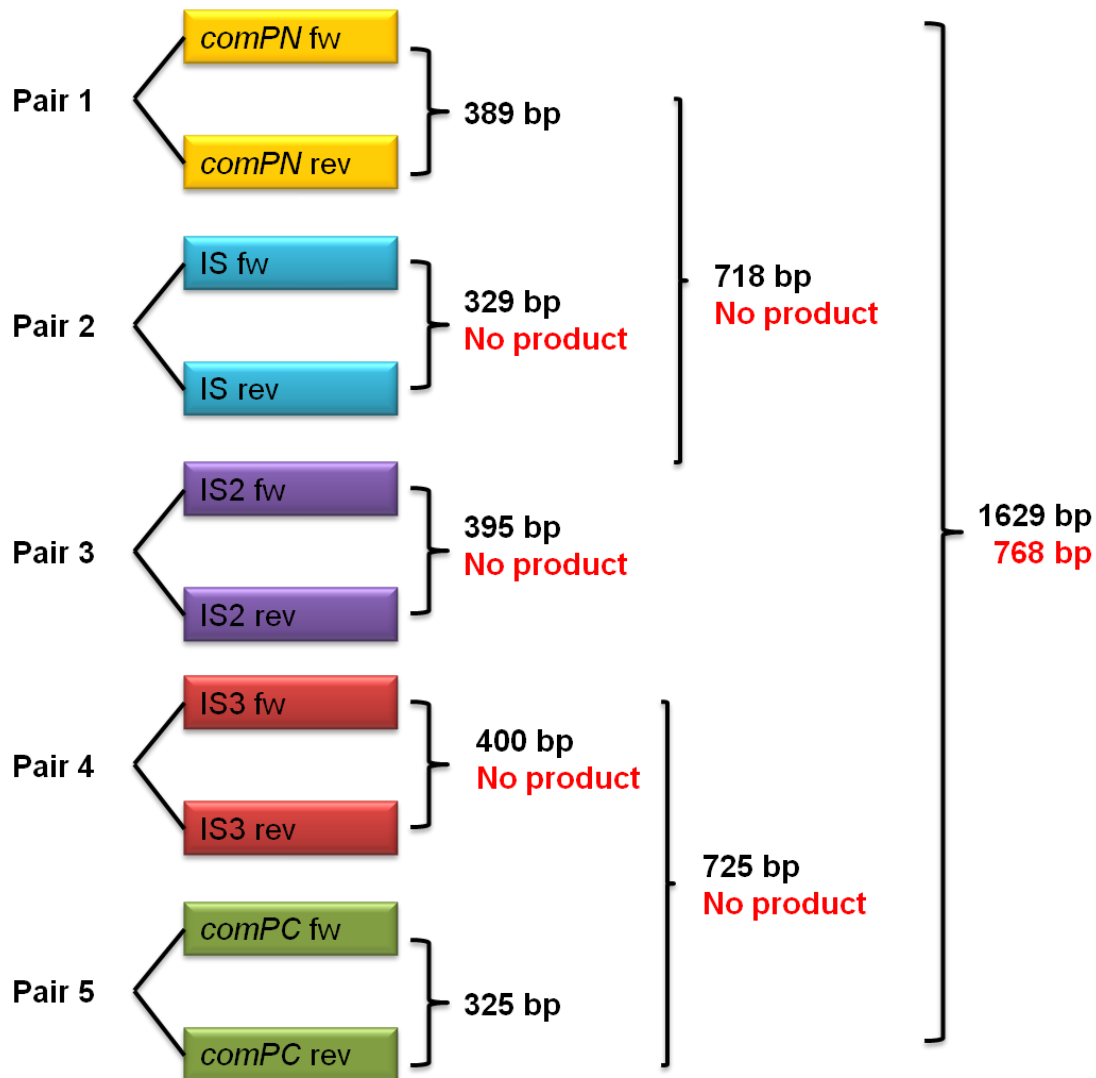 comPN fw
Pair 1
389 bp
comPN rev
IS fw
Pair 2
329 bp
No product
718 bp
No product
IS rev
IS2 fw
Pair 3
395 bp
No product
1629 bp
768 bp
IS2 rev
IS3 fw
Pair 4
400 bp
No product
IS3 rev
725 bp
No product
comPC fw
Pair 5
325 bp
comPC rev